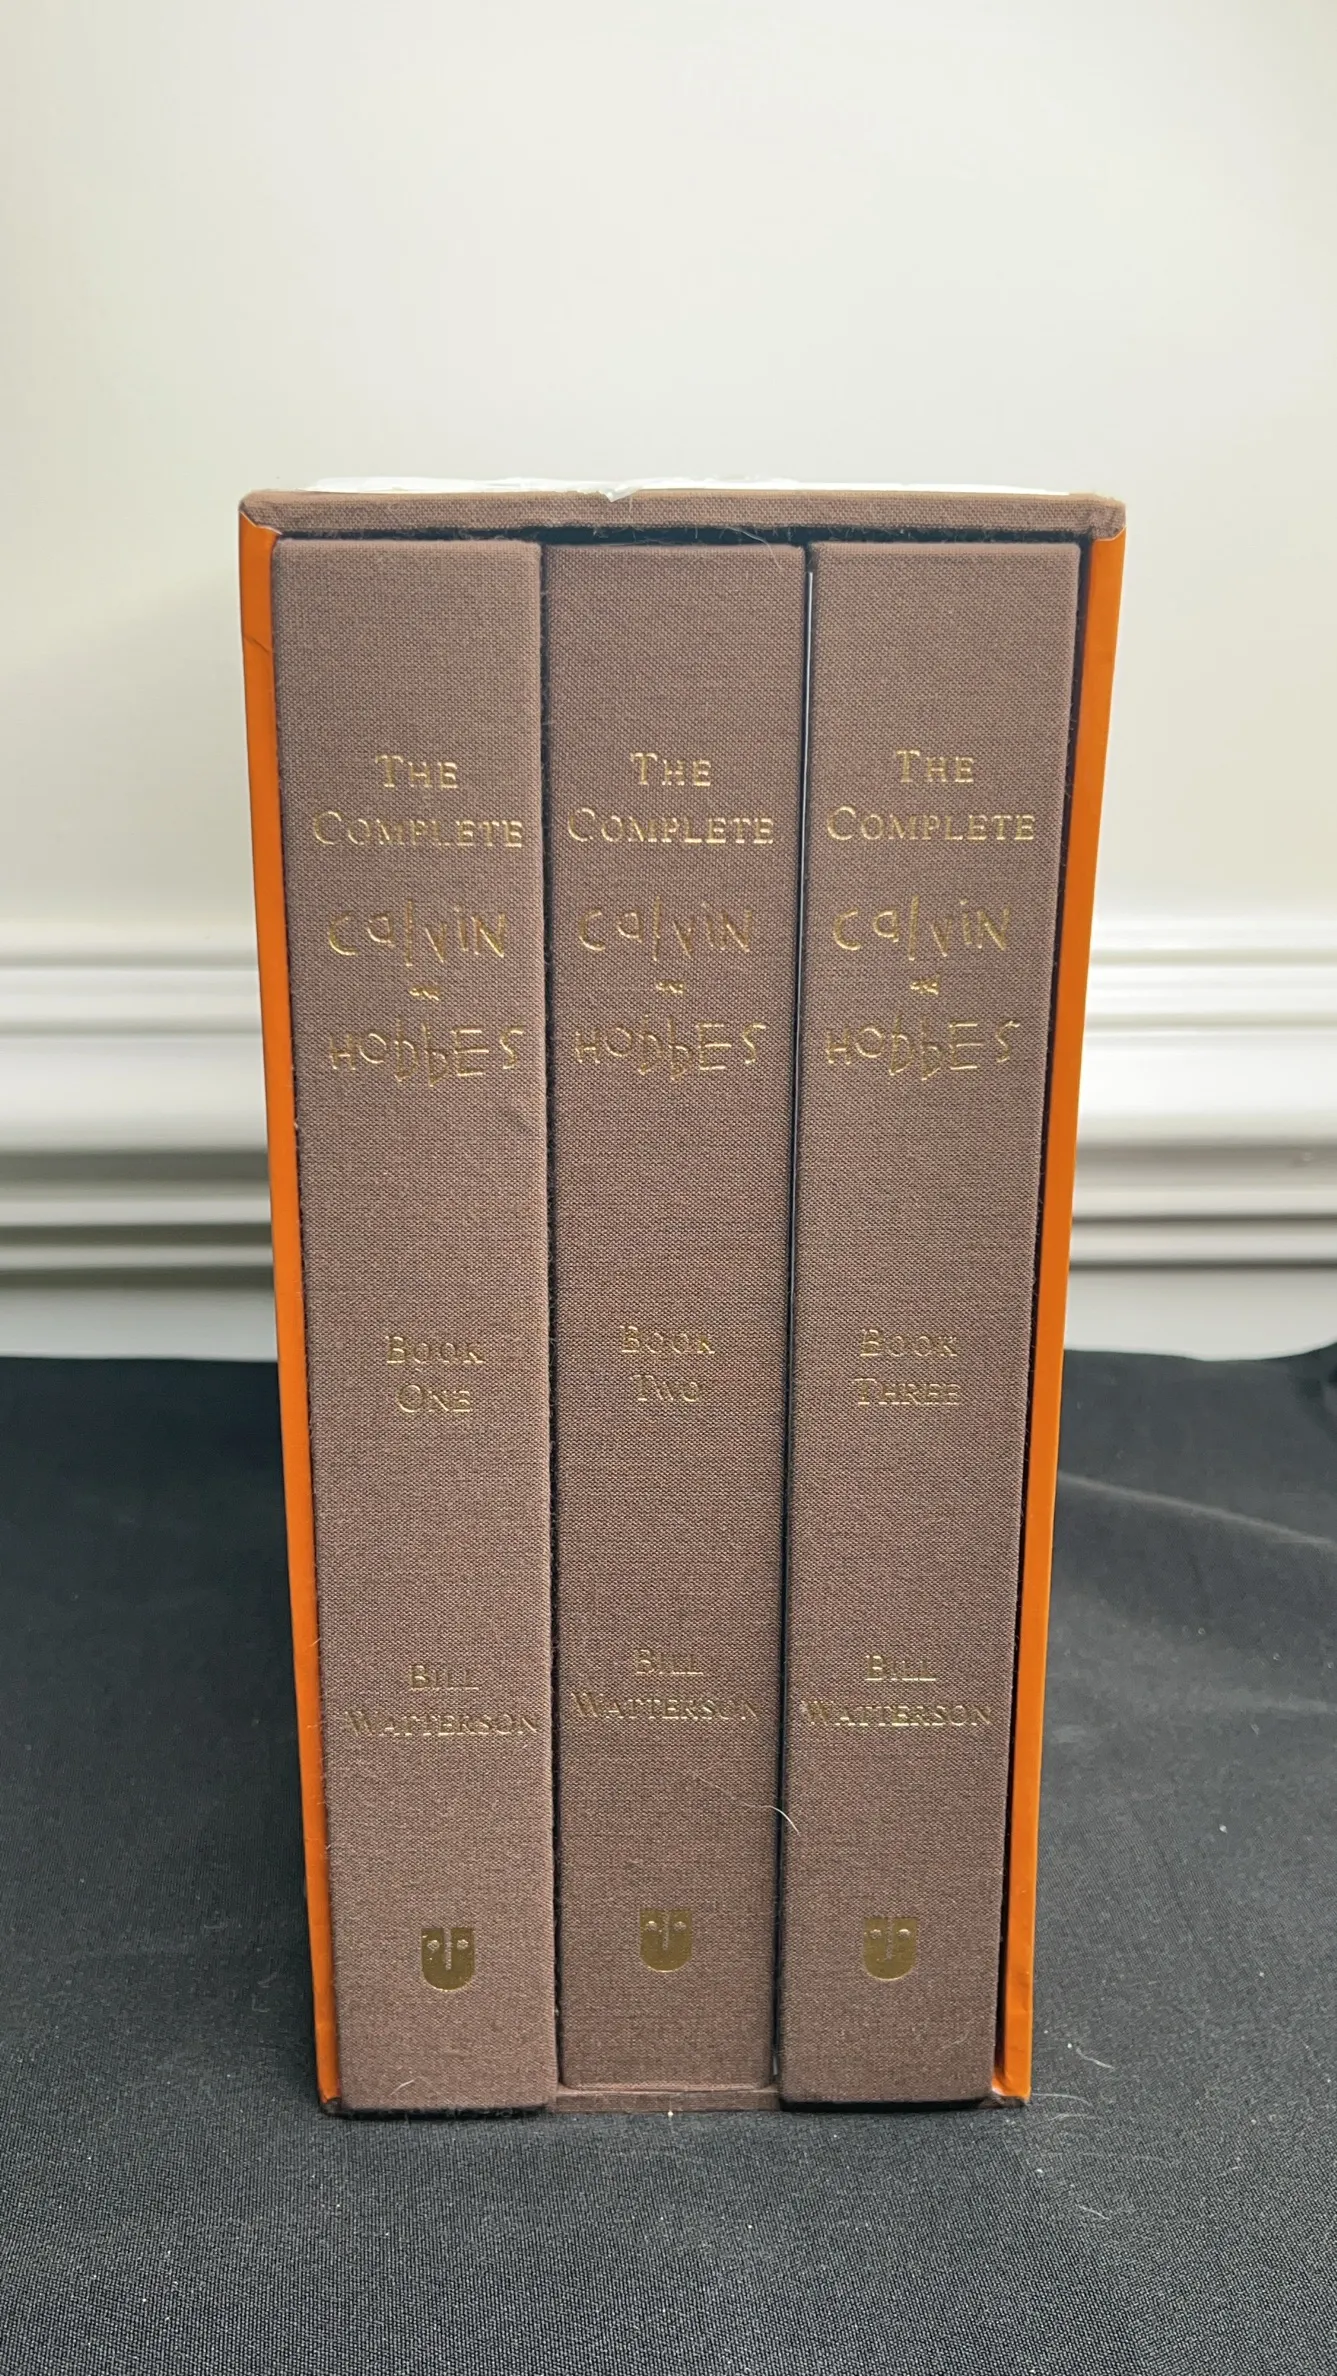 The
Complete
Calvin
and
Hobbes
Book
One
Bill
Watterson
The
Complete
Calvin
and
Hobbes
Book
Two
Bill
Watterson
The
Complete
Calvin
and
Hobbes
Book
Three
Bill
Watterson